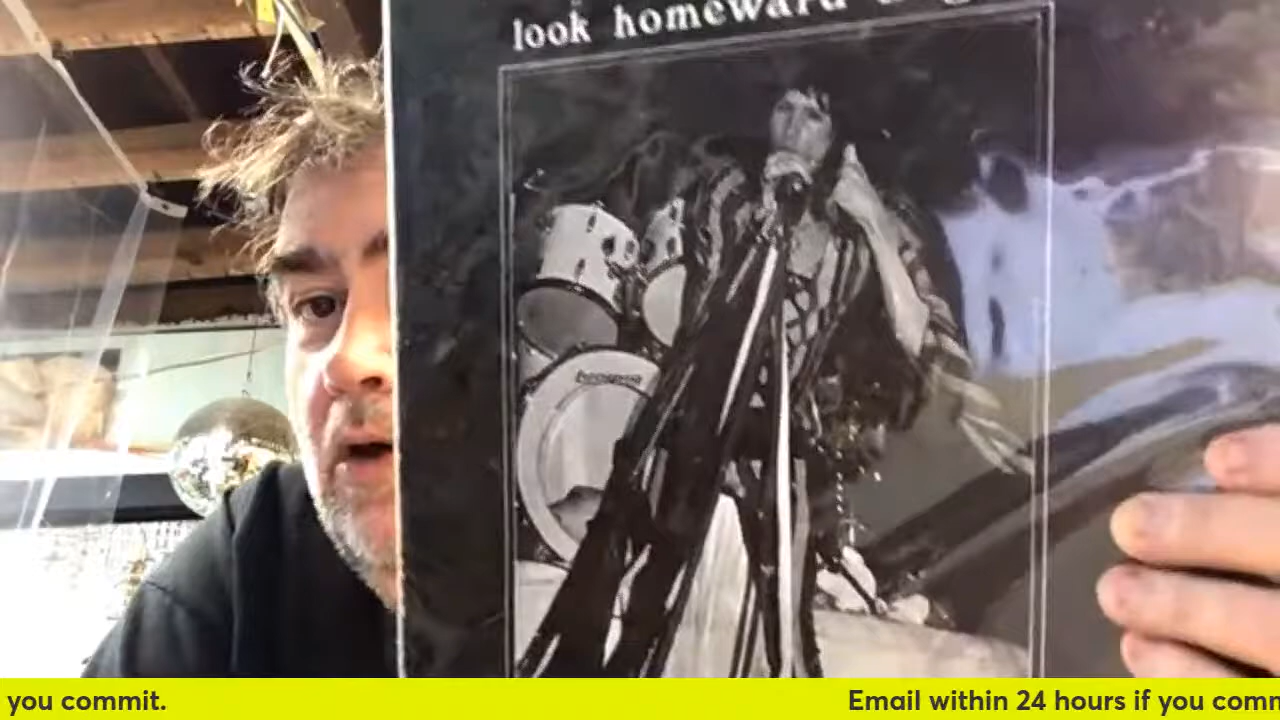 look homeward
you commit. Email within 24 hours if you comm